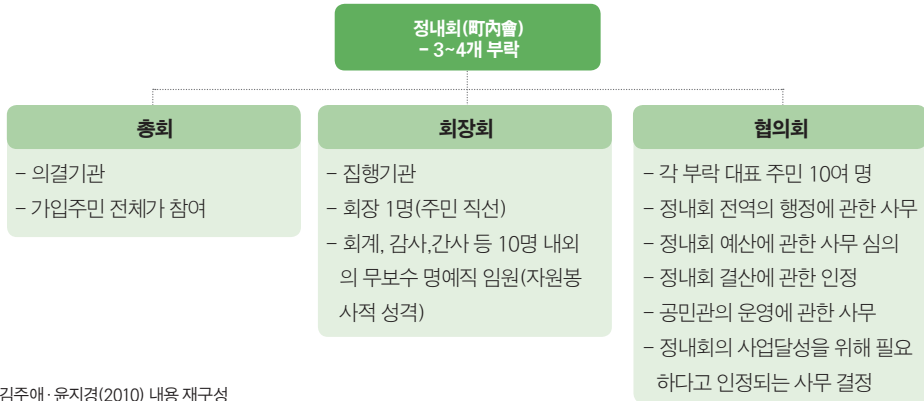 정내회(町內會)
– 3~4개 부락
총회
– 의결기관
– 가입주민 전체가 참여
회장회
– 집행기관
– 회장 1명(주민 직선)
– 회계, 감사,간사 등 10명 내외
의 무보수 명예직 임원(자원봉
사적 성격)
협의회
– 각 부락 대표 주민 10여 명
– 정내회 전역의 행정에 관한 사무
– 정내회 예산에 관한 사무 심의
– 정내회 결산에 관한 인정
– 공민관의 운영에 관한 사무
– 정내회의 사업달성을 위해 필요
하다고 인정되는 사무 결정
김주애·윤지경(2010) 내용 재구성